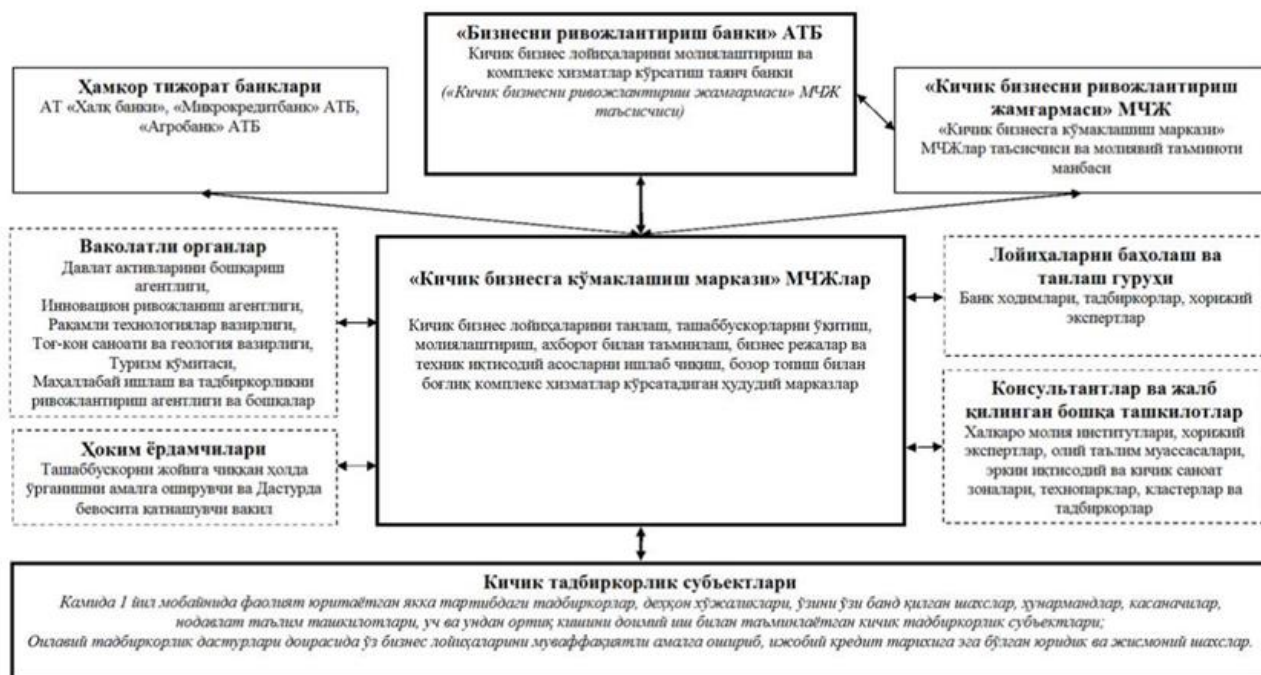 «Бизнесни ривожлантириш банки» АТБ
Кичик бизнес лойиҳаларини молиялаштириш ва
комплекс хизматлар кўрсатиш таянч банки
(«Кичик бизнесни ривожлантириш жамғармаси» МЧЖ
таъсисчиси)
Ҳамкор тижорат банклари
АТ «Халқ банки», «Микрокредитбанк» АТБ,
«Агробанк» АТБ
«Кичик бизнесни ривожлантириш
жамғармаси» МЧЖ
«Кичик бизнесга кўмаклашиш маркази»
МЧЖлар таъсисчиси ва молиявий таъминоти
манбаси
Ваколатли органлар
Давлат активларини бошқариш
агентлиги,
Инновацион ривожланиш агентлиги,
Рақамли технологиялар вазирлиги,
Тоғ-кон саноати ва геология вазирлиги,
Туризм қўмитаси,
Маҳаллабай ишлаш ва тадбиркорликни
ривожлантириш агентлиги ва бошқалар
«Кичик бизнесга кўмаклашиш маркази» МЧЖлар
Кичик бизнес лойиҳаларини танлаш, ташаббускорларни ўқитиш,
молиялаштириш, ахборот билан таъминлаш, бизнес режалар ва
техник иқтисодий асосларни ишлаб чиқиш, бозор топиш билан
боғлиқ комплекс хизматлар кўрсатадиган ҳудудий марказлар
Лойиҳаларни баҳолаш ва
танлаш гуруҳи
Банк ходимлари, тадбиркорлар, хорижий
экспертлар
Консультантлар ва жалб
қилинган бошқа ташкилотлар
Халқаро молия институтлари, хорижий
экспертлар, олий таълим муассасалари,
эркин иқтисодий ва кичик саноат
зоналари, технопарклар, кластерлар ва
тадбиркорлар
Ҳоким ёрдамчилари
Ташаббускорни жойига чиққан ҳолда
ўрганишни амалга оширувчи ва Дастурда
бевосита қатнашувчи вакил
Кичик тадбиркорлик субъектлари
Камида 1 йил мобайнида фаолият юритаётган якка тартибдаги тадбиркорлар, деҳқон хўжаликлари, ўзини ўзи банд қилган шахслар, ҳунармандлар, касаначилар,
нодавлат таълим ташкилотлари, уч ва ундан ортиқ кишини доимий иш билан таъминлаётган кичик тадбиркорлик субъектлари;
Оилавий тадбиркорлик дастурлари доирасида ўз бизнес лойиҳаларини муваффақиятли амалга ошириб, ижобий кредит тарихига эга бўлган юридик ва жисмоний шахслар.